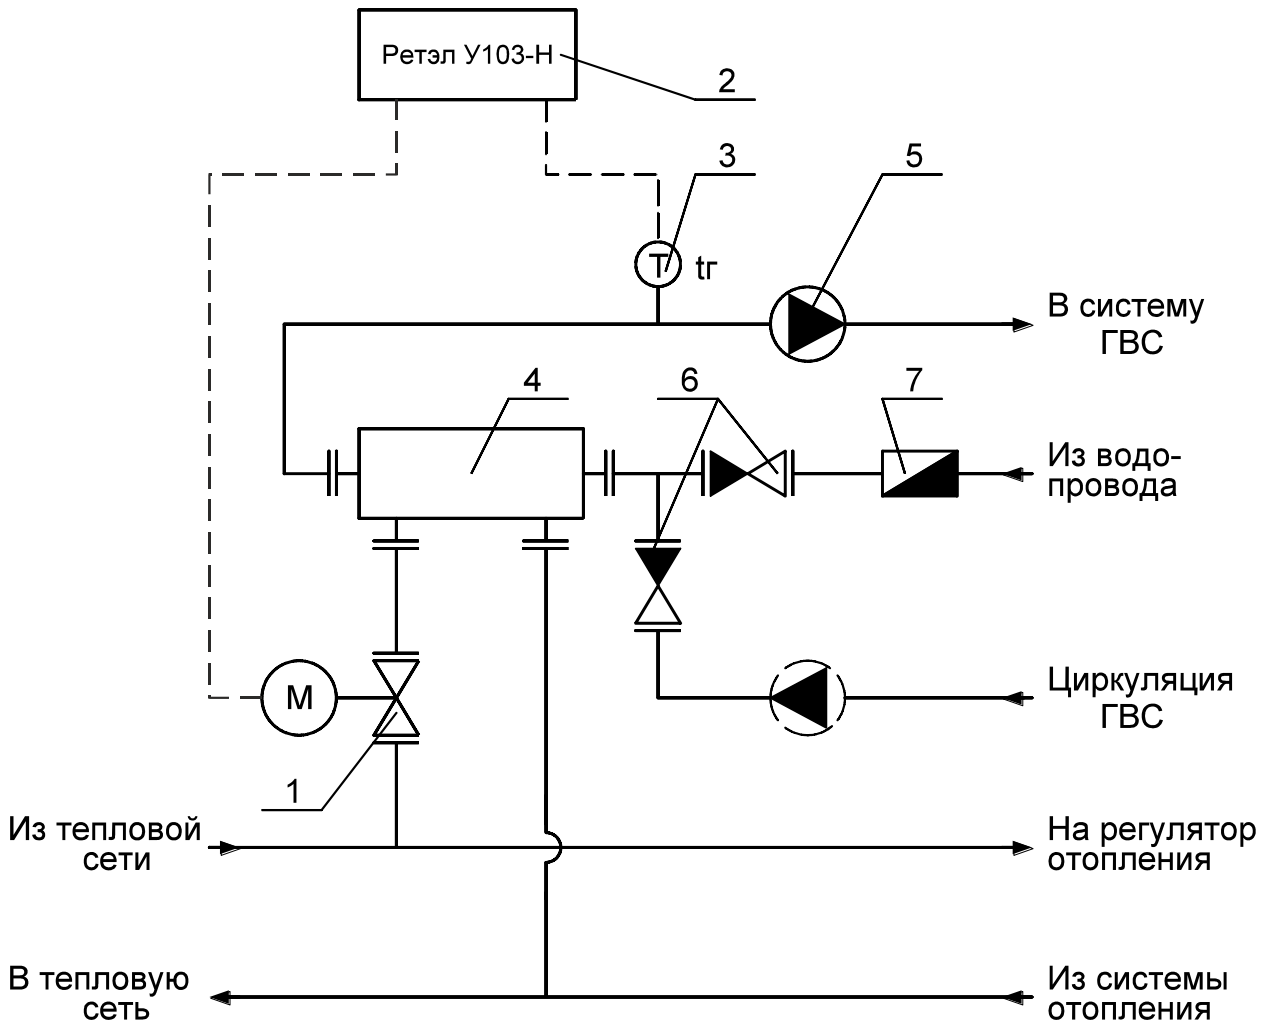 Ретэл У103-Н
2
3
5
T
tг
В систему
ГВС
4
6
7
Из водо-
провода
М
Циркуляция
ГВС
1
Из тепловой
сети
На регулятор
отопления
В тепловую
сеть
Из системы
отопления